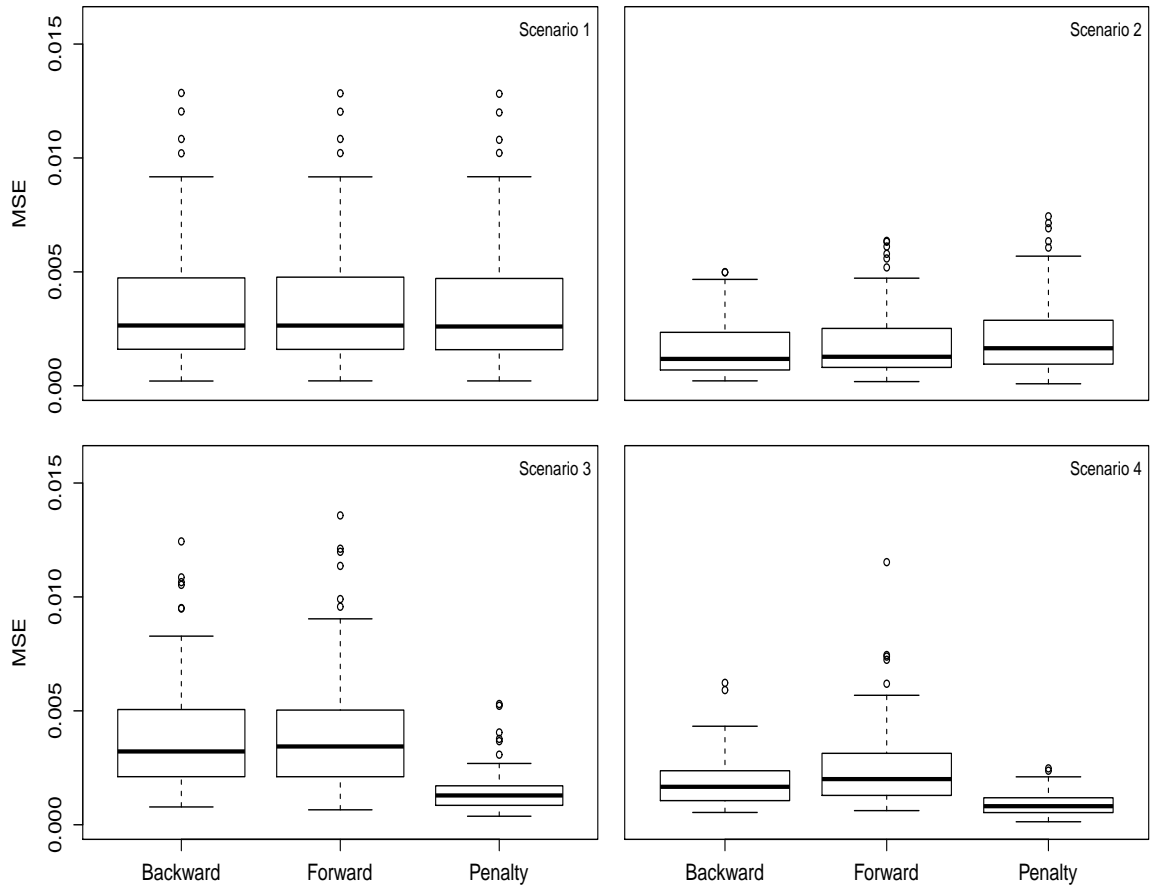 Scenario 1
Scenario 2
0.015
0.010
0.005
0.000
MSE
Scenario 3
Scenario 4
0.015
0.010
0.005
0.000
MSE
Backward Forward Penalty
Backward Forward Penalty